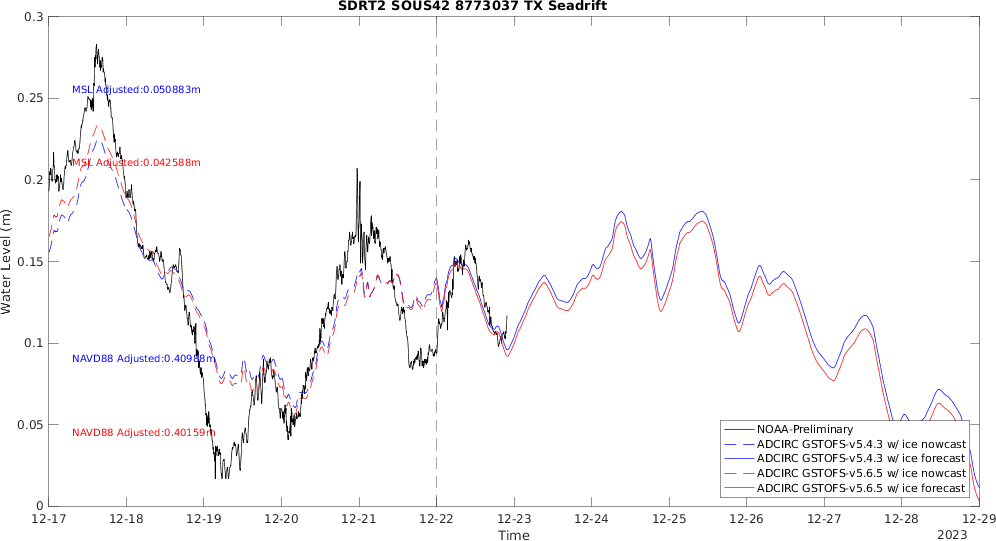 SDRT2 SOUS42 8773037 TX Seadrift
0.3
0.25
0.2
0.15
0.1
0.05
0
Water Level (m)
MSL Adjusted:0.050883m
MSL Adjusted:0.042588m
NAVD88 Adjusted:0.40988m
NAVD88 Adjusted:0.40159m
NOAA-Preliminary
ADCIRC GSTOFS-v5.4.3 w/ ice nowcast
ADCIRC GSTOFS-v5.4.3 w/ ice forecast
ADCIRC GSTOFS-v5.6.5 w/ ice nowcast
ADCIRC GSTOFS-v5.6.5 w/ ice forecast
12-17 12-18 12-19 12-20 12-21 12-22 12-23 12-24 12-25 12-26 12-27 12-28 12-29
Time
2023